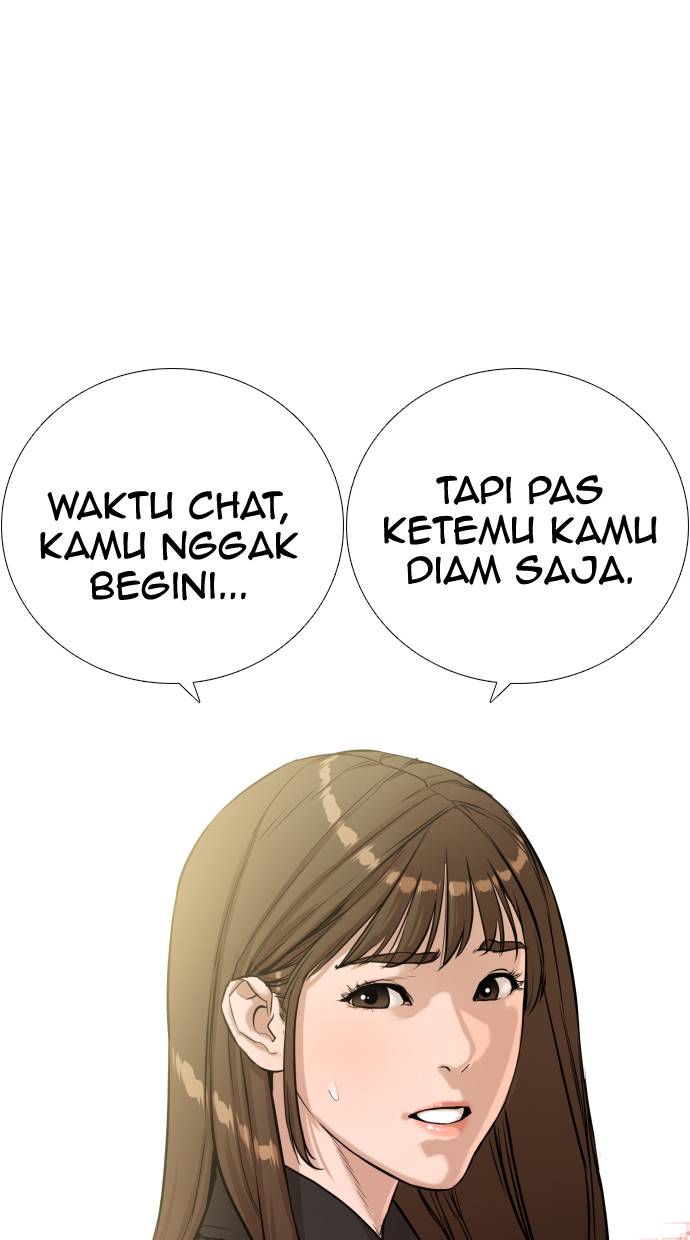 WAKTU CHAT,
KAMU NGGAK
BEGINI...
TAPI PAS
KETEMU KAMU
DIAM SAJA.